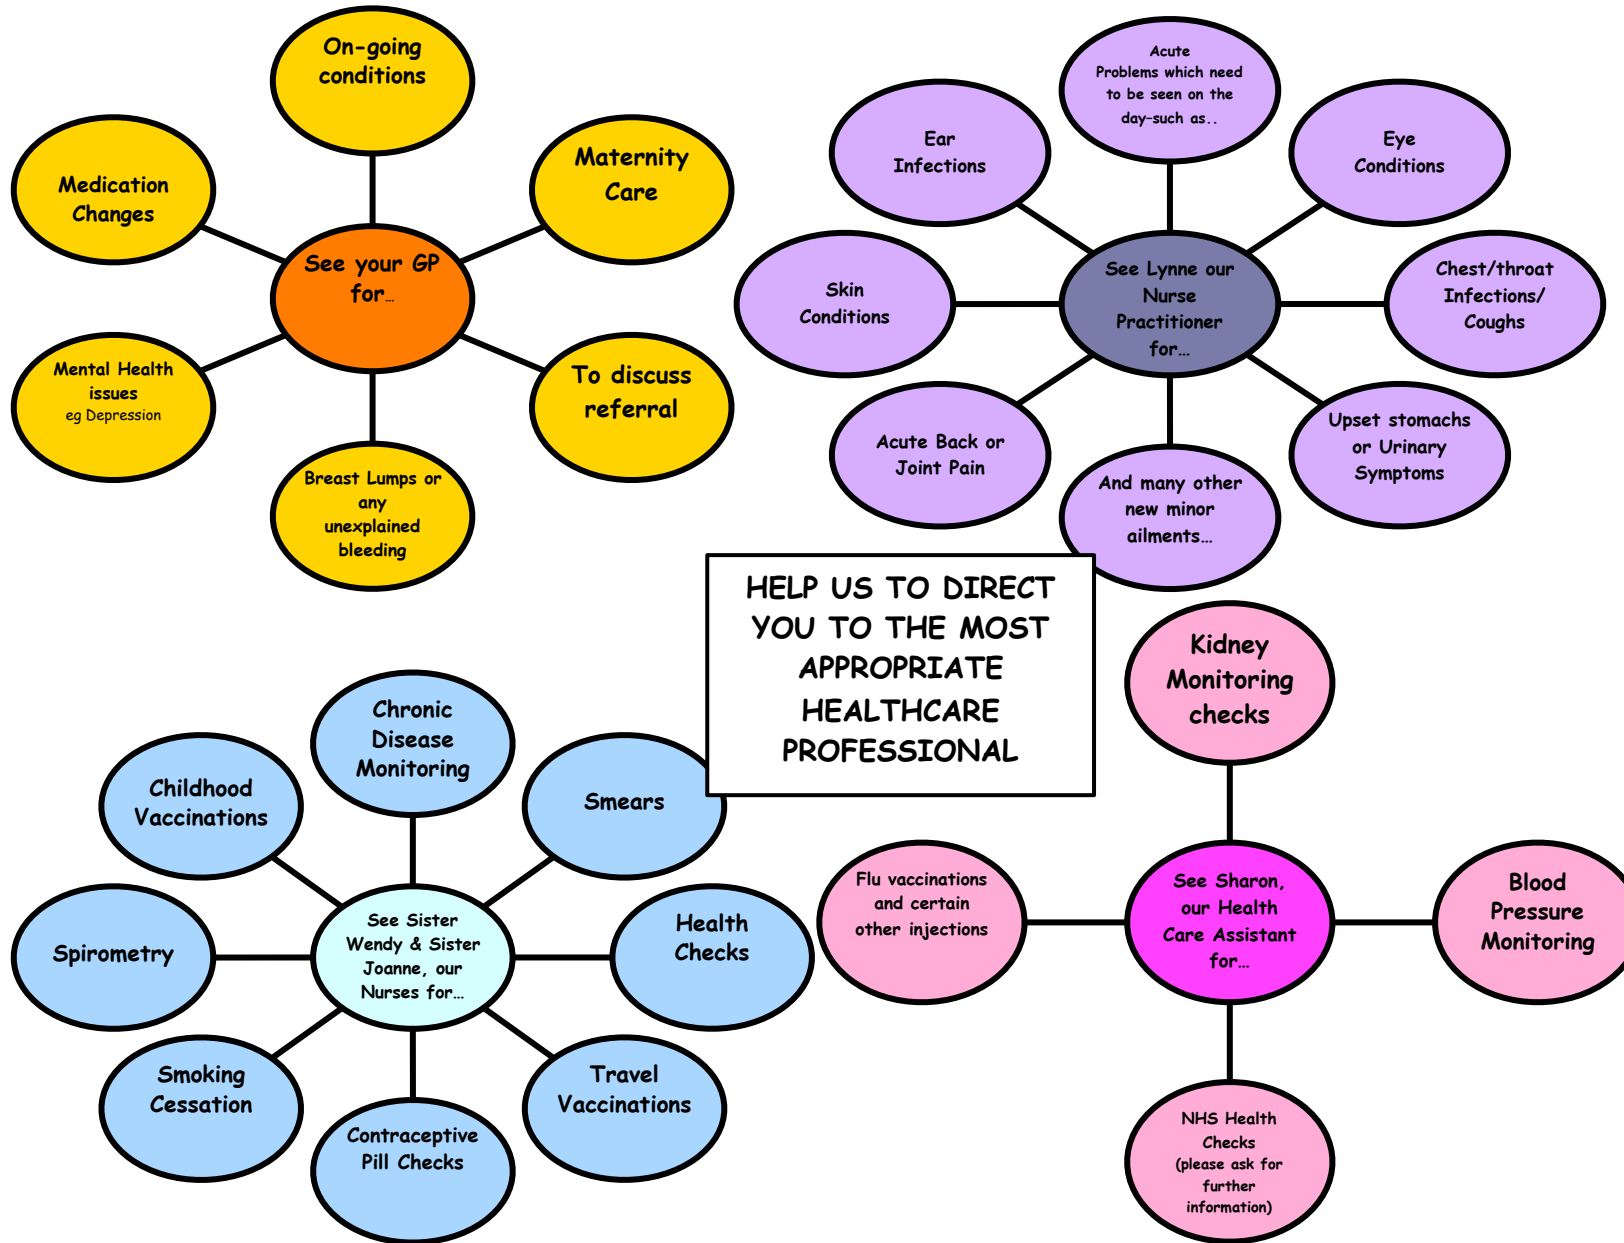 On-going
conditions
Maternity
Care
Medication
Changes
See your GP
for…
Mental Health
issues
eg Depression
To discuss
referral
Breast Lumps or
any
unexplained
bleeding
Acute
Problems which need
to be seen on the
day-such as..
Ear
Infections
Eye
Conditions
Skin
Conditions
See Lynne our
Nurse
Practitioner
for…
Chest/throat
Infections/
Coughs
Acute Back or
Joint Pain
Upset stomachs
or Urinary
Symptoms
And many other
new minor
ailments…
HELP US TO DIRECT
YOU TO THE MOST
APPROPRIATE
HEALTHCARE
PROFESSIONAL
Chronic
Disease
Monitoring
Childhood
Vaccinations
Smears
Spirometry
See Sister
Wendy & Sister
Joanne, our
Nurses for…
Health
Checks
Smoking
Cessation
Travel
Vaccinations
Contraceptive
Pill Checks
Kidney
Monitoring
checks
Flu vaccinations
and certain
other injections
See Sharon,
our Health
Care Assistant
for…
Blood
Pressure
Monitoring
NHS Health
Checks
(please ask for
further
information)